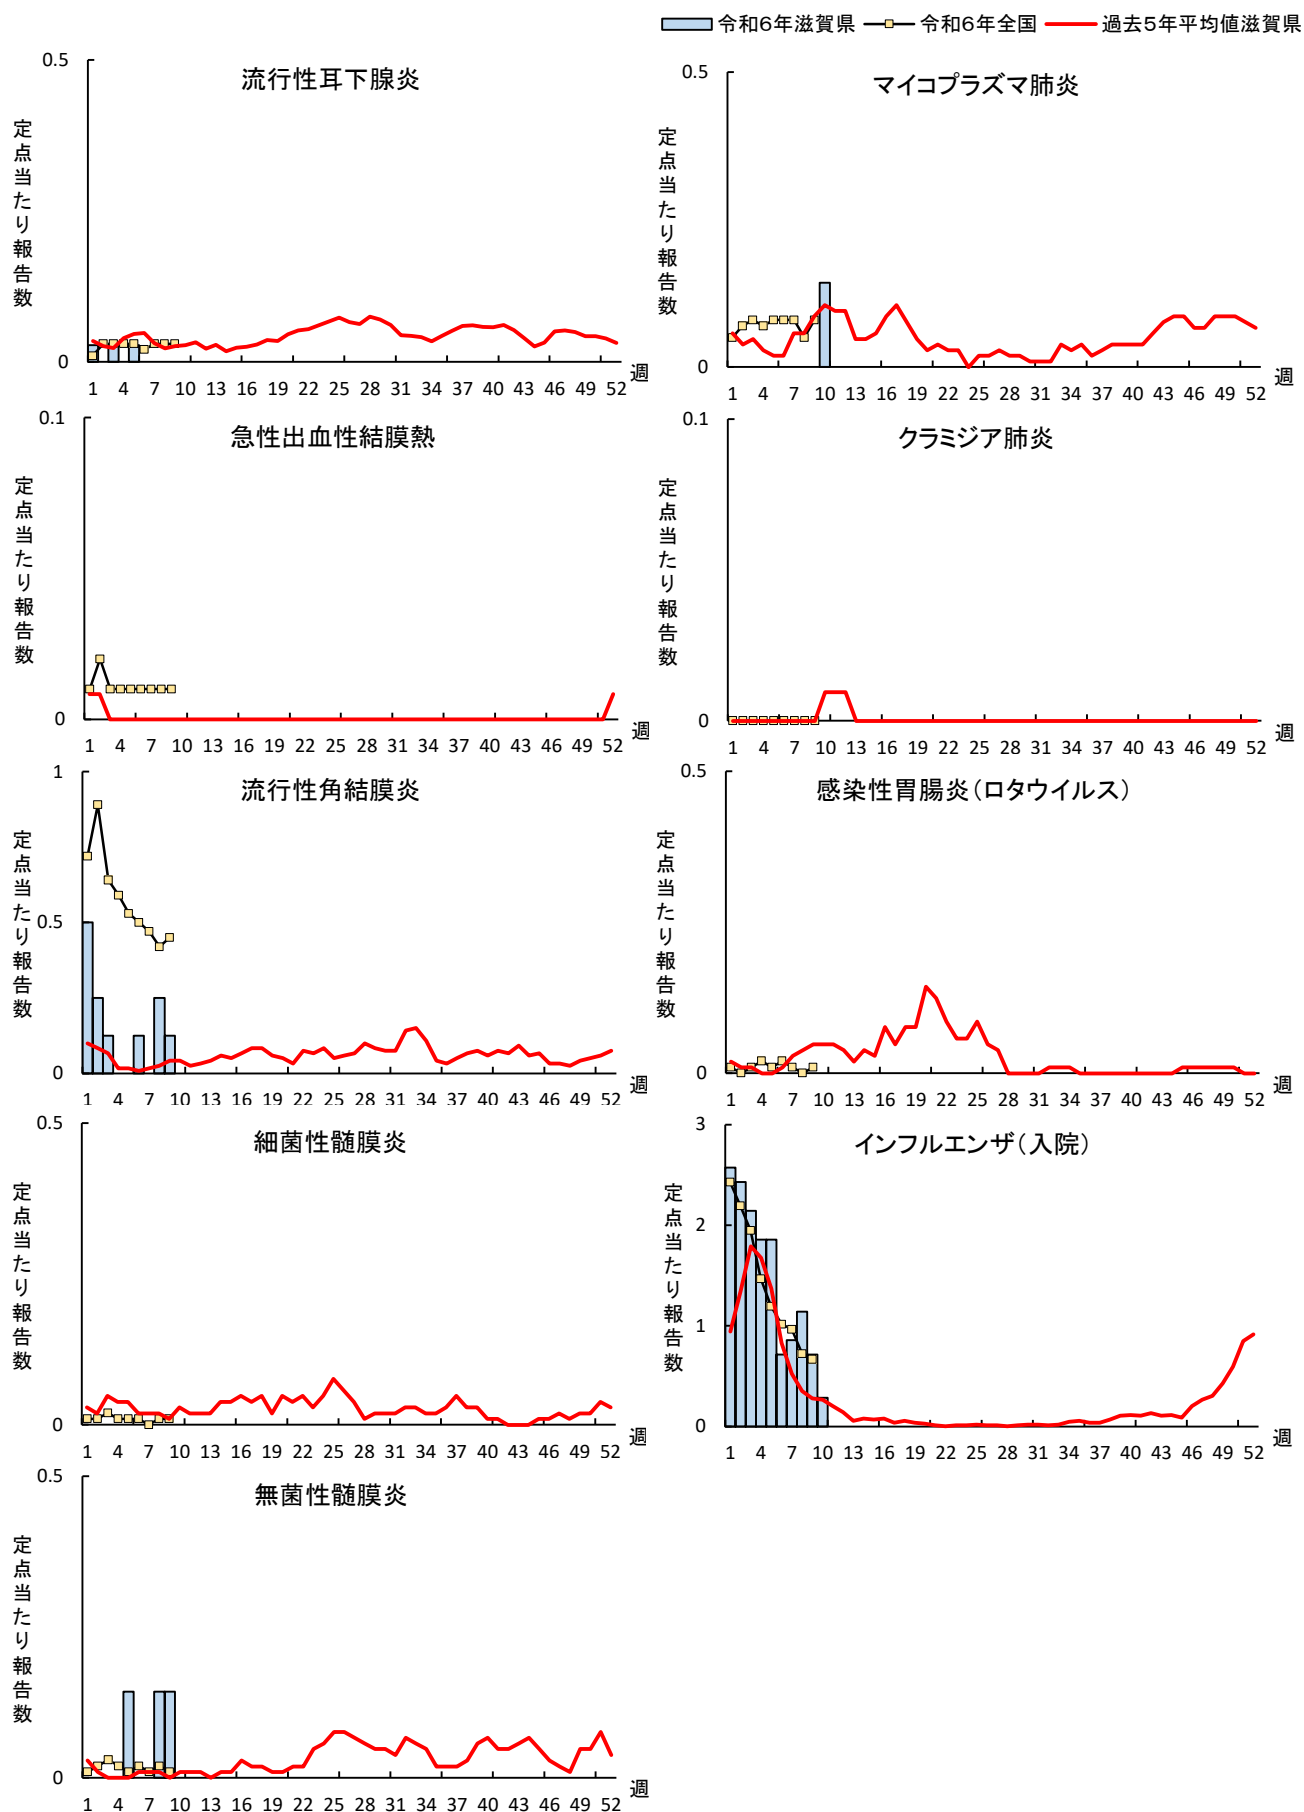 令和6年滋賀県 令和6年全国 過去5年平均値滋賀県
流行性耳下腺炎
定点当たり報告数
0.5
0
1 4 7 10 13 16 19 22 25 28 31 34 37 40 43 46 49 52
週
マイコプラズマ肺炎
定点当たり報告数
0.5
0
1 4 7 10 13 16 19 22 25 28 31 34 37 40 43 46 49 52
週
急性出血性結膜熱
定点当たり報告数
0.1
0
1 4 7 10 13 16 19 22 25 28 31 34 37 40 43 46 49 52
週
クラミジア肺炎
定点当たり報告数
0.1
0
1 4 7 10 13 16 19 22 25 28 31 34 37 40 43 46 49 52
週
流行性角結膜炎
定点当たり報告数
1
0.5
0
1 4 7 10 13 16 19 22 25 28 31 34 37 40 43 46 49 52
週
感染性胃腸炎(ロタウイルス)
定点当たり報告数
0.5
0
1 4 7 10 13 16 19 22 25 28 31 34 37 40 43 46 49 52
週
細菌性髄膜炎
定点当たり報告数
0.5
0
1 4 7 10 13 16 19 22 25 28 31 34 37 40 43 46 49 52
週
インフルエンザ(入院)
定点当たり報告数
3
2
1
0
1 4 7 10 13 16 19 22 25 28 31 34 37 40 43 46 49 52
週
無菌性髄膜炎
定点当たり報告数
0.5
0
1 4 7 10 13 16 19 22 25 28 31 34 37 40 43 46 49 52
週